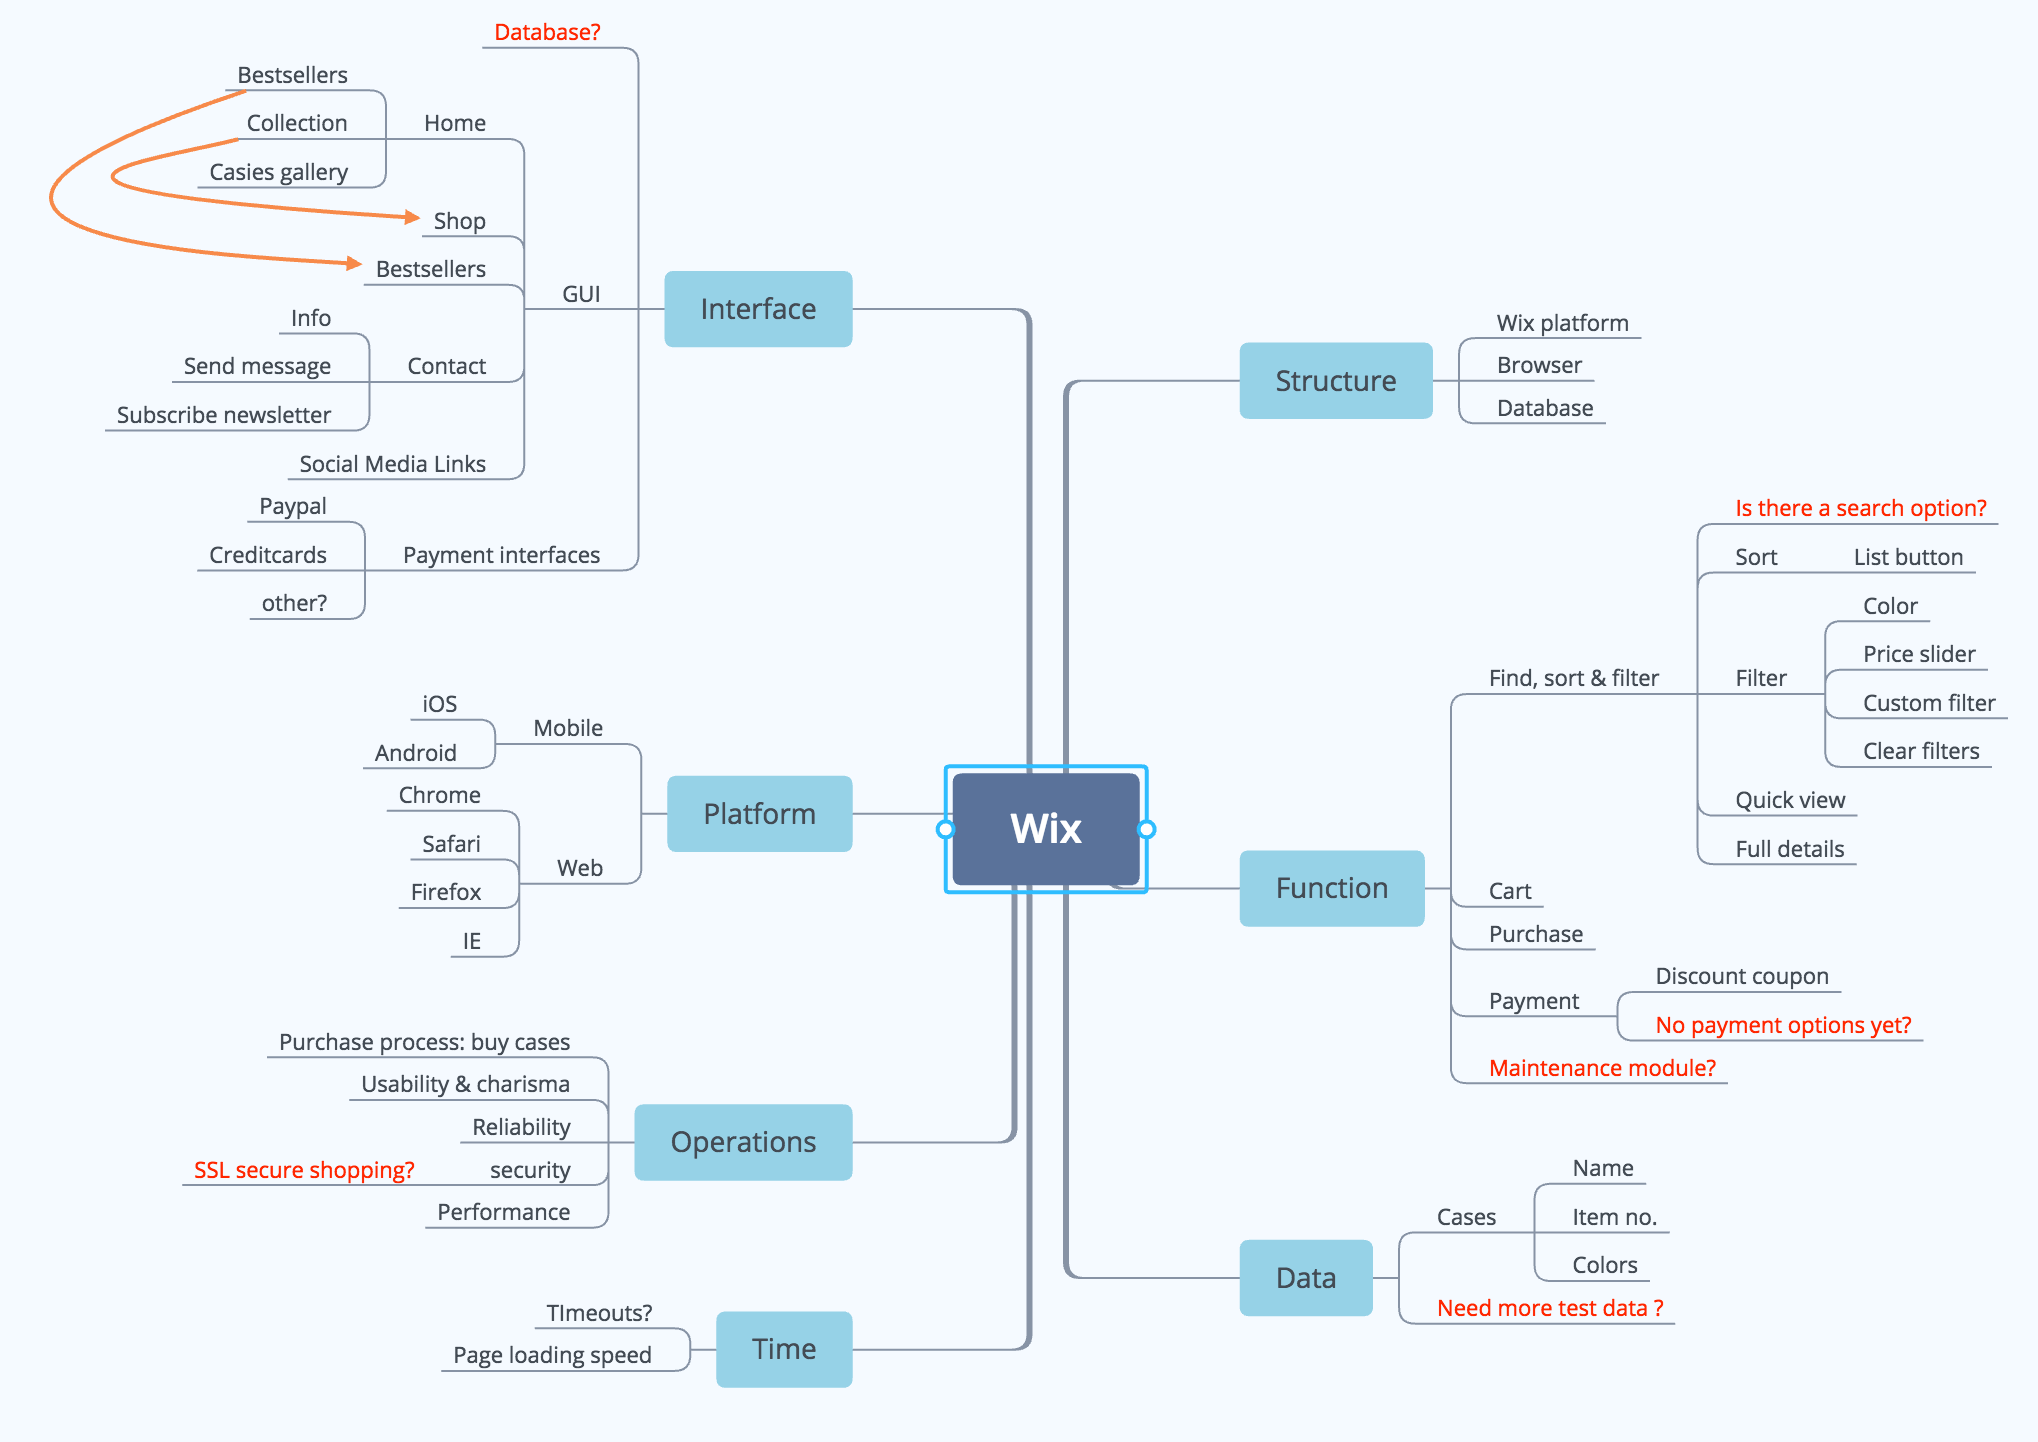 Database?
Bestsellers
Collection
Home
Casies gallery
Shop
Bestsellers
GUI
Interface
Info
Send message
Contact
Subscribe newsletter
Social Media Links
Paypal
Creditcards
Payment interfaces
other?
iOS
Mobile
Android
Platform
Chrome
Safari
Web
Firefox
IE
Purchase process: buy cases
Usability & charisma
Reliability
Operations
SSL secure shopping?
security
Performance
TImeouts?
Time
Page loading speed
Wix
Structure
Wix platform
Browser
Database
Function
Find, sort & filter
Is there a search option?
Sort
List button
Filter
Color
Price slider
Custom filter
Clear filters
Quick view
Full details
Cart
Purchase
Payment
Discount coupon
No payment options yet?
Maintenance module?
Data
Cases
Name
Item no.
Colors
Need more test data ?